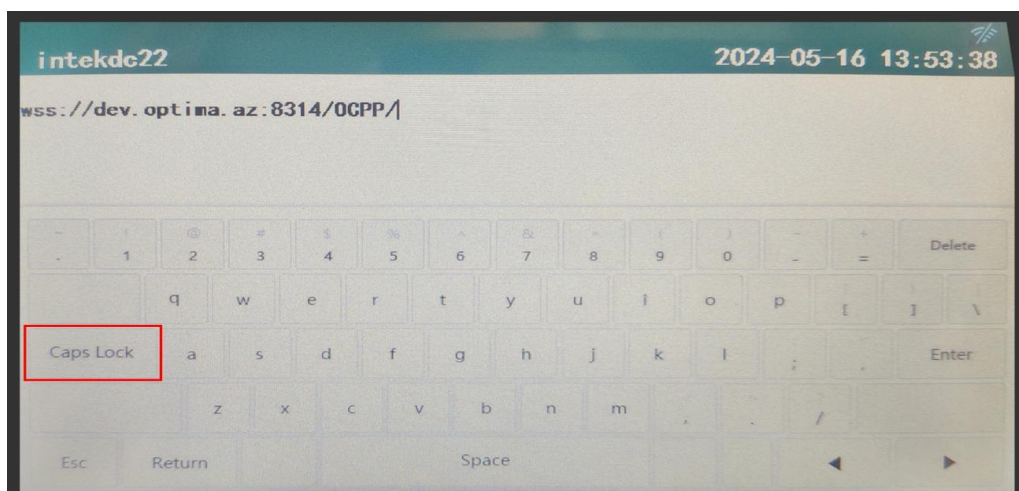 intekdc22 2024-05-16 13:53:38
wss://dev.optima.az:8314/OCPP/
~ ! @ # $ % ^ & * ( ) - +
1 2 3 4 5 6 7 8 9 0 - = Delete
q w e r t y u i o p [ ] \
Caps Lock a s d f g h j k l ; Enter
z x c v b n m , . /
Esc Return Space ◀ ▶